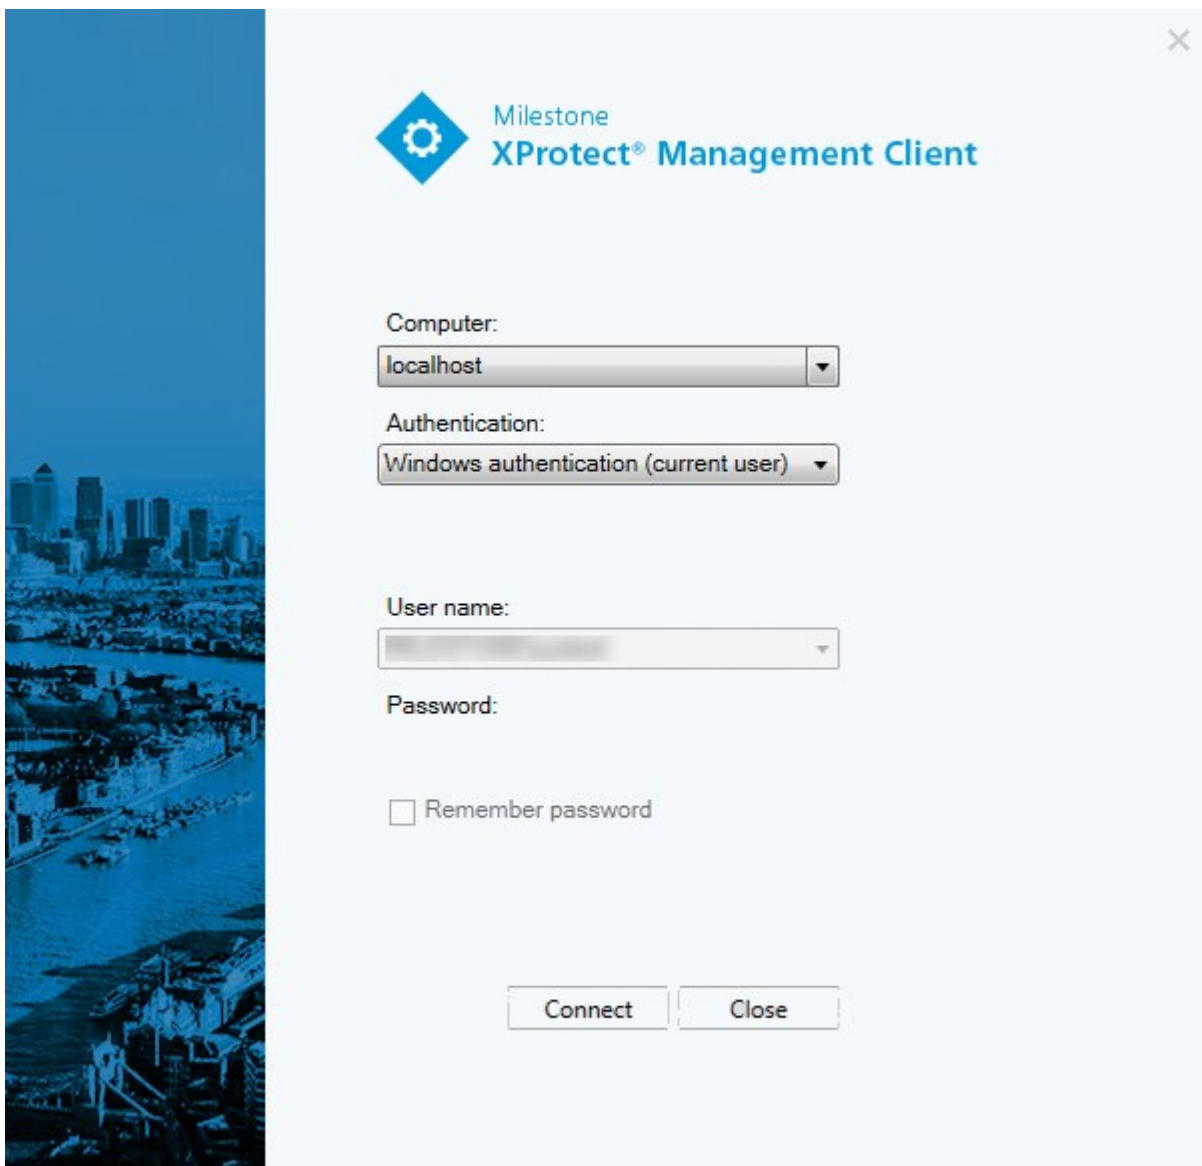 Milestone
XProtect® Management Client
Computer:
localhost
Authentication:
Windows authentication (current user)
User name:
Password:
Remember password
Connect
Close